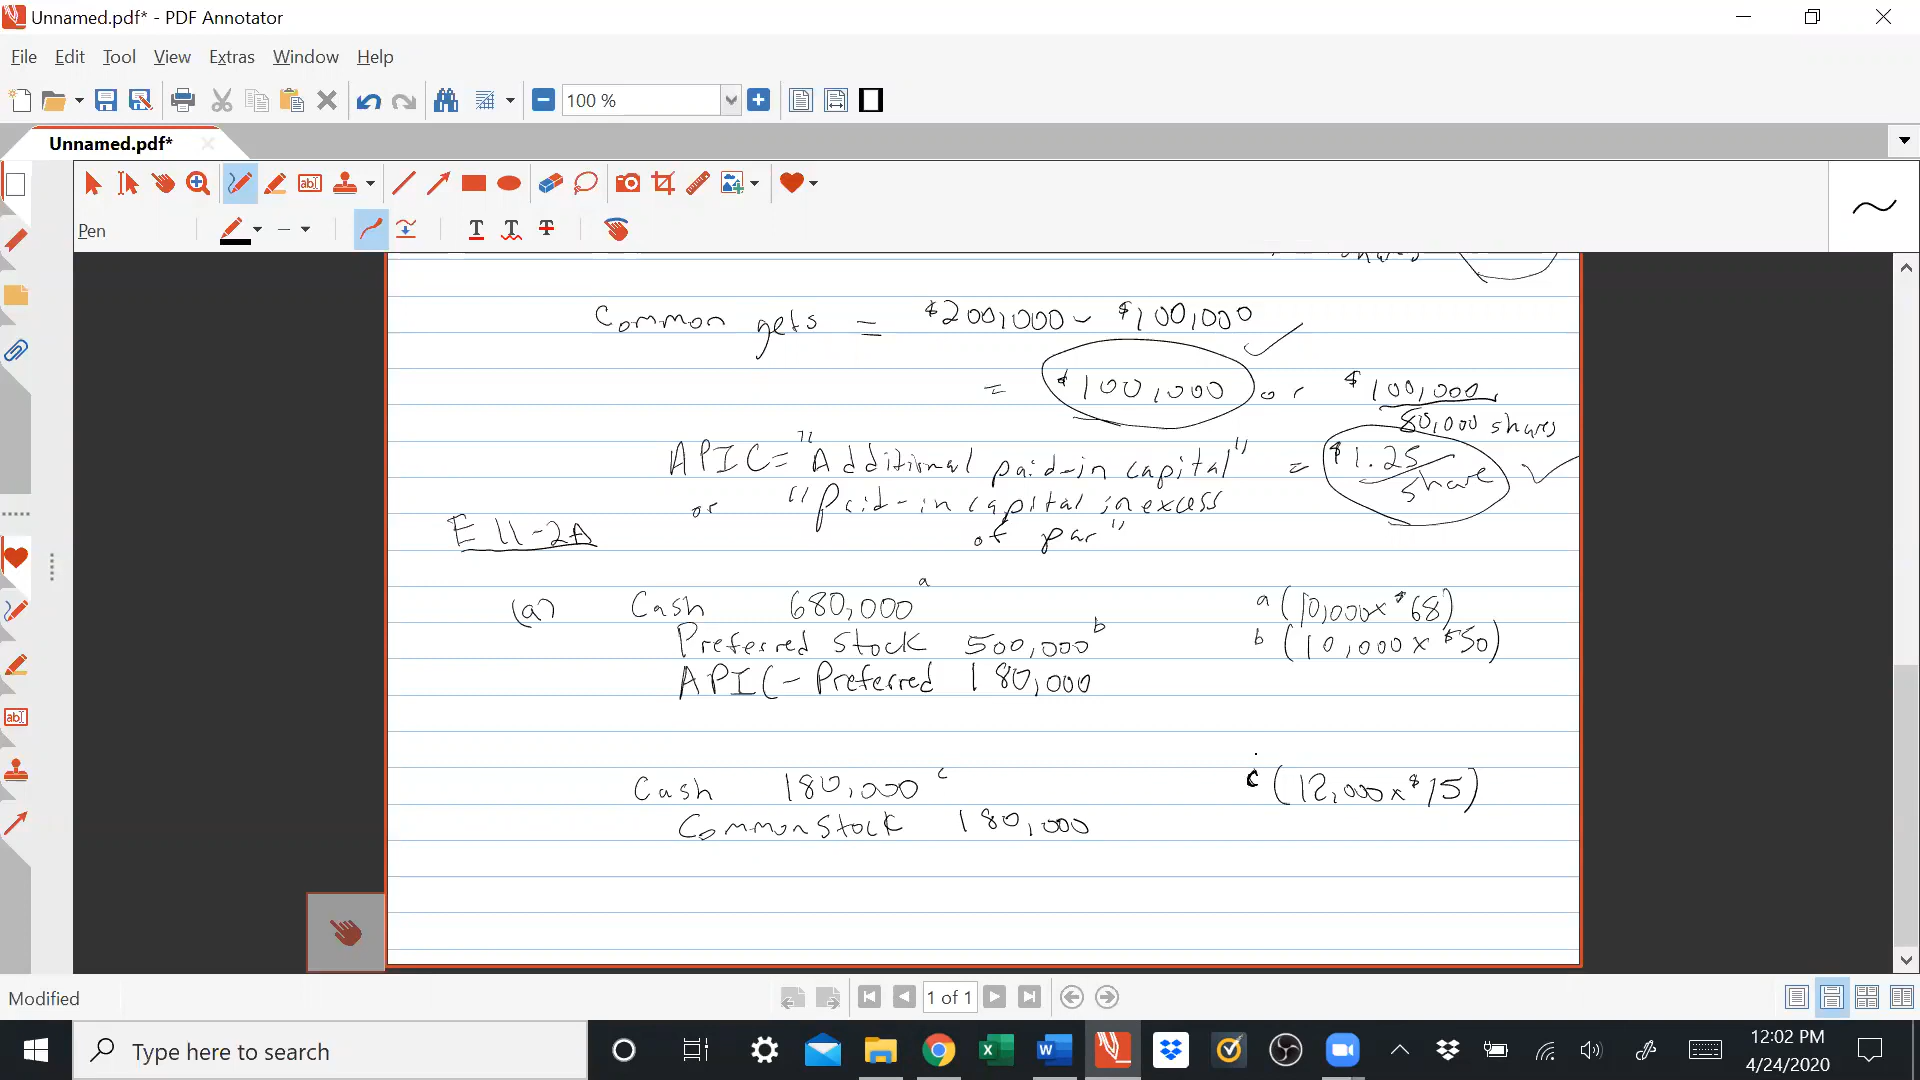 Unnamed.pdf* - PDF Annotator
File Edit Tool View Extras Window Help
100 %
Unnamed.pdf*
Pen
shares
Common gets = $200,000 - $100,000
= $100,000 or $100,000
80,000 shares
APIC = "Additional paid-in capital" = $1.25
share
or "Paid-in capital in excess
of par"
E 11-2A
(a) Cash 680,000 a a (10,000 x $68)
Preferred Stock 500,000 b b (10,000 x $50)
APIC - Preferred 180,000
Cash 180,000 c c (12,000 x $15)
Common Stock 180,000
Modified
1 of 1
Type here to search
12:02 PM
4/24/2020